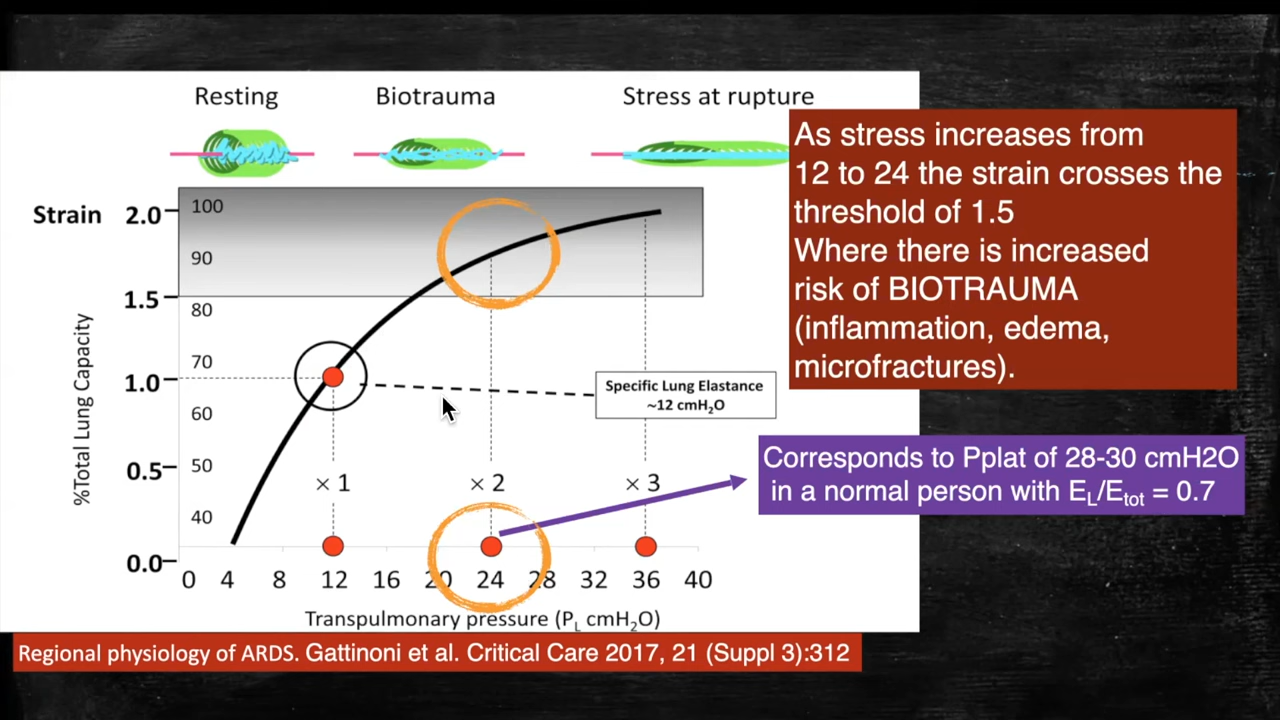 Resting Biotrauma Stress at rupture
As stress increases from
12 to 24 the strain crosses the
threshold of 1.5
Where there is increased
risk of BIOTRAUMA
(inflammation, edema,
microfractures).
Strain 2.0 100
90
1.5
80
70
1.0
60
0.5
50
40
0.0
%Total Lung Capacity
Specific Lung Elastance
~12 cmH2O
× 1 × 2 × 3
Corresponds to Pplat of 28-30 cmH2O
in a normal person with EL/Etot = 0.7
0 4 8 12 16 20 24 28 32 36 40
Transpulmonary pressure (PL cmH2O)
Regional physiology of ARDS. Gattinoni et al. Critical Care 2017, 21 (Suppl 3):312